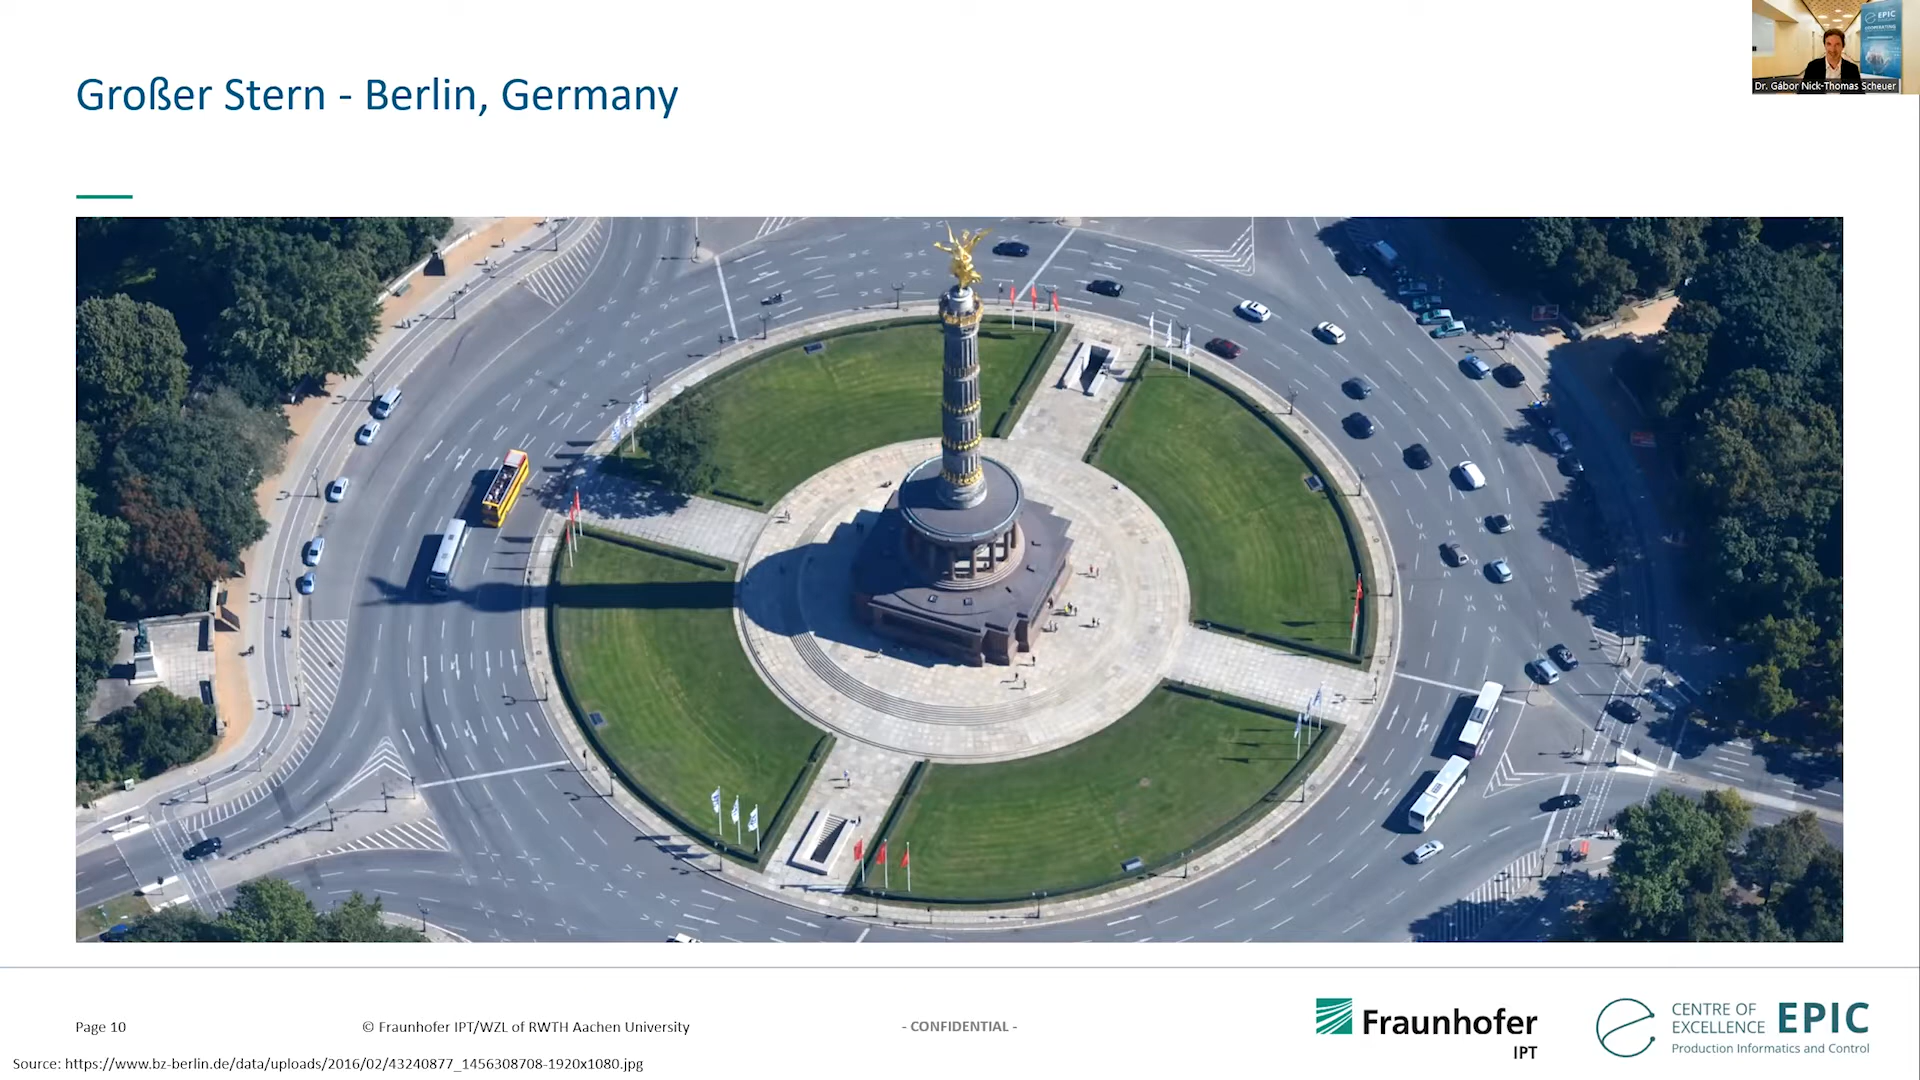 Großer Stern - Berlin, Germany
EPIC
Dr. Gábor Nick-Thomas Scheuer
Page 10
© Fraunhofer IPT/WZL of RWTH Aachen University
- CONFIDENTIAL -
Fraunhofer
IPT
CENTRE OF
EXCELLENCE
EPIC
Production Informatics and Control
Source: https://www.bz-berlin.de/data/uploads/2016/02/43240877_1456308708-1920x1080.jpg